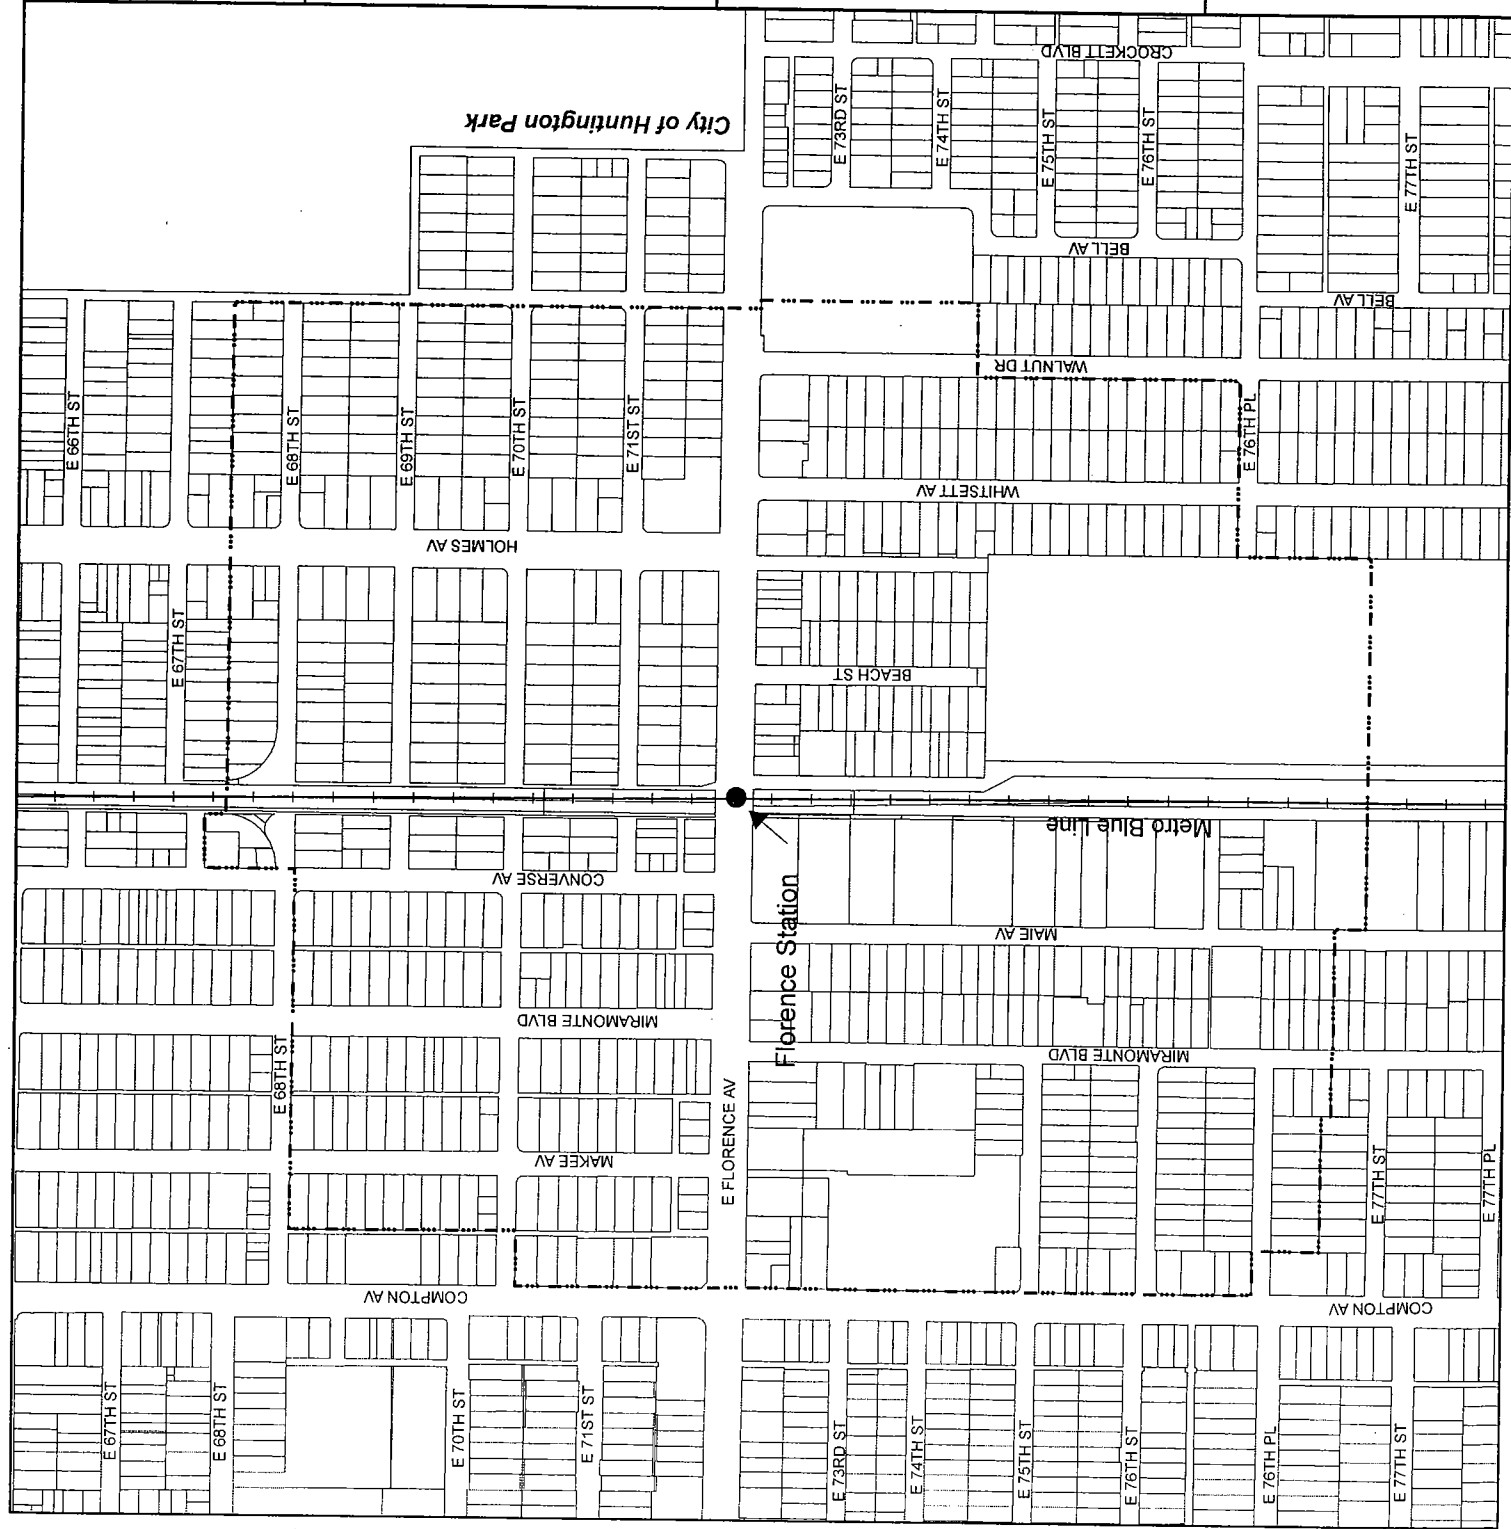 CROCKETT BLVD
City of Huntington Park
E 73RD ST
E 74TH ST
E 75TH ST
E 76TH ST
E 77TH ST
BELL AV
BELL AV
WALNUT DR
E 66TH ST
E 68TH ST
E 69TH ST
E 70TH ST
E 71ST ST
E 76TH PL
WHITSETT AV
HOLMES AV
E 67TH ST
BEACH ST
Metro Blue Line
CONVERSE AV
Florence Station
MAIE AV
MIRAMONTE BLVD
MIRAMONTE BLVD
E 68TH ST
E FLORENCE AV
MAKEE AV
E 77TH ST
E 77TH PL
COMPTON AV
COMPTON AV
E 67TH ST
E 68TH ST
E 70TH ST
E 71ST ST
E 73RD ST
E 74TH ST
E 75TH ST
E 76TH ST
E 76TH PL
E 77TH ST